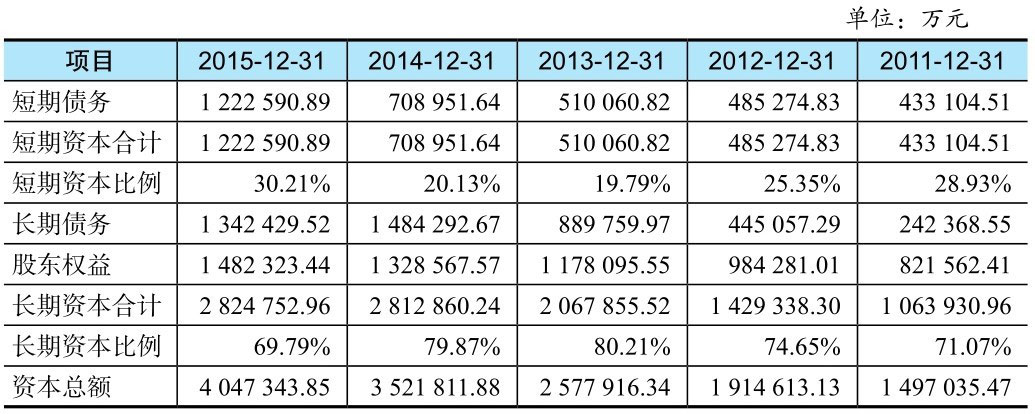 单位：万元
项目 2015-12-31 2014-12-31 2013-12-31 2012-12-31 2011-12-31
短期债务 1 222 590.89 708 951.64 510 060.82 485 274.83 433 104.51
短期资本合计 1 222 590.89 708 951.64 510 060.82 485 274.83 433 104.51
短期资本比例 30.21% 20.13% 19.79% 25.35% 28.93%
长期债务 1 342 429.52 1 484 292.67 889 759.97 445 057.29 242 368.55
股东权益 1 482 323.44 1 328 567.57 1 178 095.55 984 281.01 821 562.41
长期资本合计 2 824 752.96 2 812 860.24 2 067 855.52 1 429 338.30 1 063 930.96
长期资本比例 69.79% 79.87% 80.21% 74.65% 71.07%
资本总额 4 047 343.85 3 521 811.88 2 577 916.34 1 914 613.13 1 497 035.47